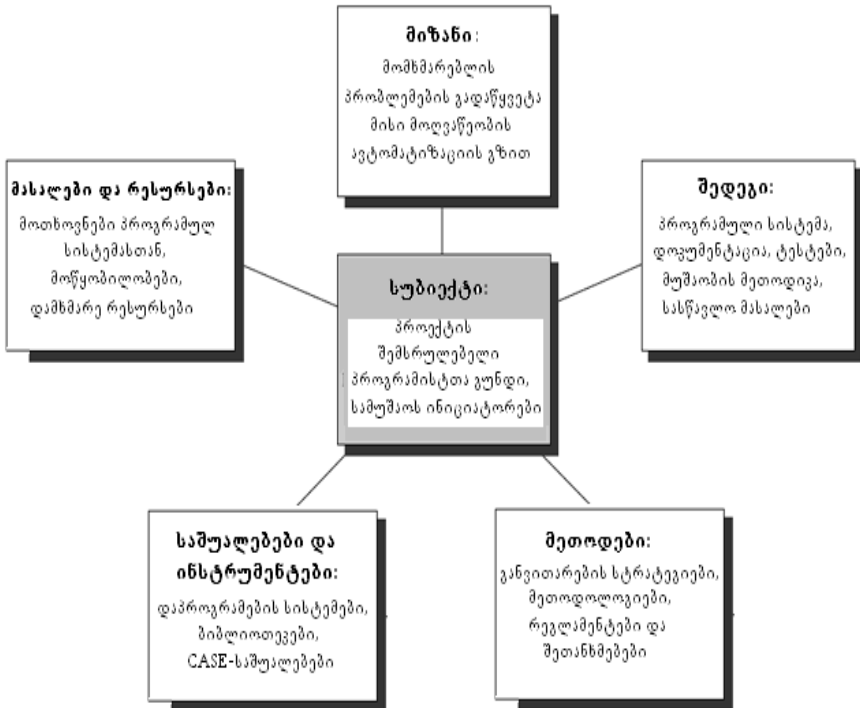 მიზანი:
მომხმარებლის
პრობლემების გადაწყვეტა
მისი მოღვაწეობის
ავტომატიზაციის გზით
მასალები და რესურსები:
მოთხოვნები პროგრამულ
სისტემასთან,
მოწყობილობები,
დამხმარე რესურსები
შედეგი:
პროგრამული სისტემა,
დოკუმენტაცია, ტესტები,
მუშაობის მეთოდიკა,
სასწავლო მასალები
სუბიექტი:
პროექტის
შემსრულებელი
პროგრამისტთა გუნდი,
სამუშაოს ინიციატორები
საშუალებები და
ინსტრუმენტები:
დაპროგრამების სისტემები,
ბიბლიოთეკები,
CASE-საშუალებები
მეთოდები:
განვითარების სტრატეგიები,
მეთოდოლოგიები,
რეგლამენტები და
შეთანხმებები